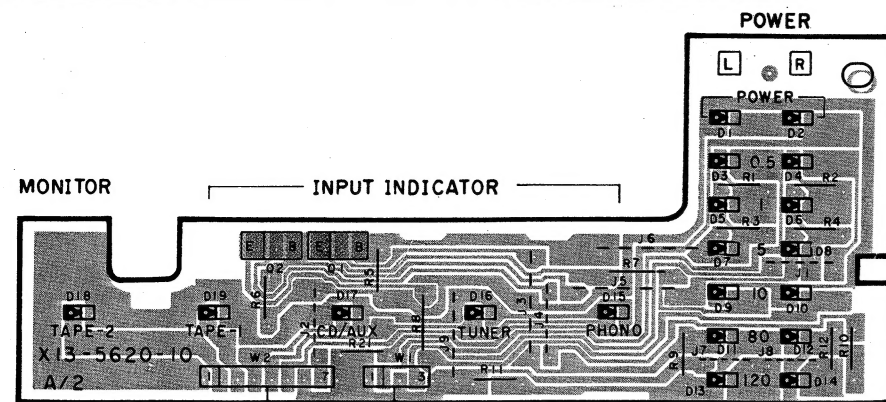 POWER
L R
POWER
D1 D2
0.5
D3 R1 D4 R2
MONITOR
INPUT INDICATOR
1
D5 R3 D6 R4
E B E B
J6
5
D7 D8
Q2 Q1
R5
R7
J5
J1
R6
D18 D19 D17 D16 D15
10
D9 D10
J3
J4
TAPE-2 TAPE-1 J2 CD/AUX R8 TUNER PHONO
80
X13-5620-10
R21
J9
R9
J7 D11 J8 D12 R12 R10
W2 W
1 7 1 3
R11
A/2
120
D13 D14